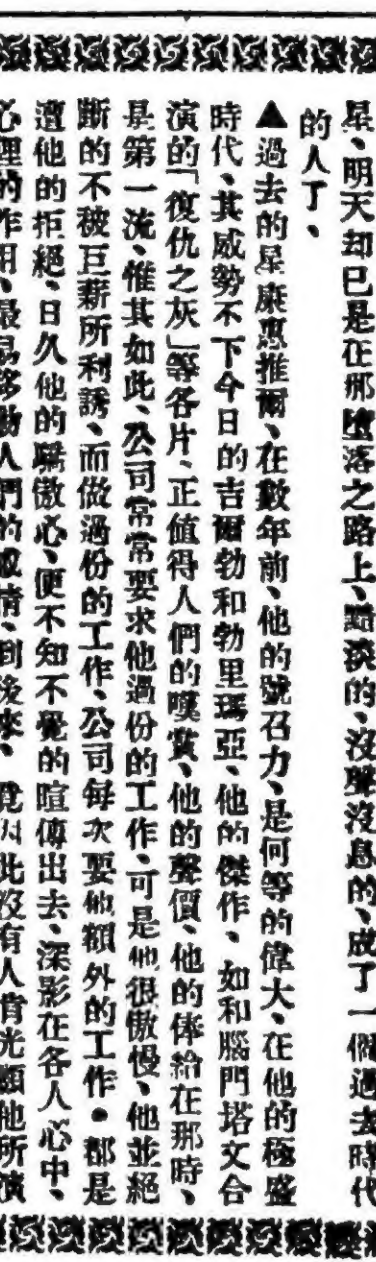 星、明天却已是在那墮落之路上、黯淡的、沒聲沒息的、成了一個過去時代
的人了、
▲過去的星廉惠推爾、在數年前、他的號召力、是何等的偉大、在他的極盛
時代、其威勢不下今日的吉爾勃和勃里瑪亞、他的傑作、如和腦門塔文合
演的「復仇之灰」等各片、正值得人們的嘆賞、他的聲價、他的俸給在那時、
是第一流、惟其如此、公司常常要求他過份的工作、可是他很傲慢、他並絕
斷的不被巨薪所利誘、而做過份的工作、公司每次要他額外的工作。都是
遭他的拒絕、日久他的驕傲心、便不知不覺的喧傳出去、深影在各人心中、
心理的作用、最易移動人們的感情、到後來、竟因此沒有人肯光顧他所演